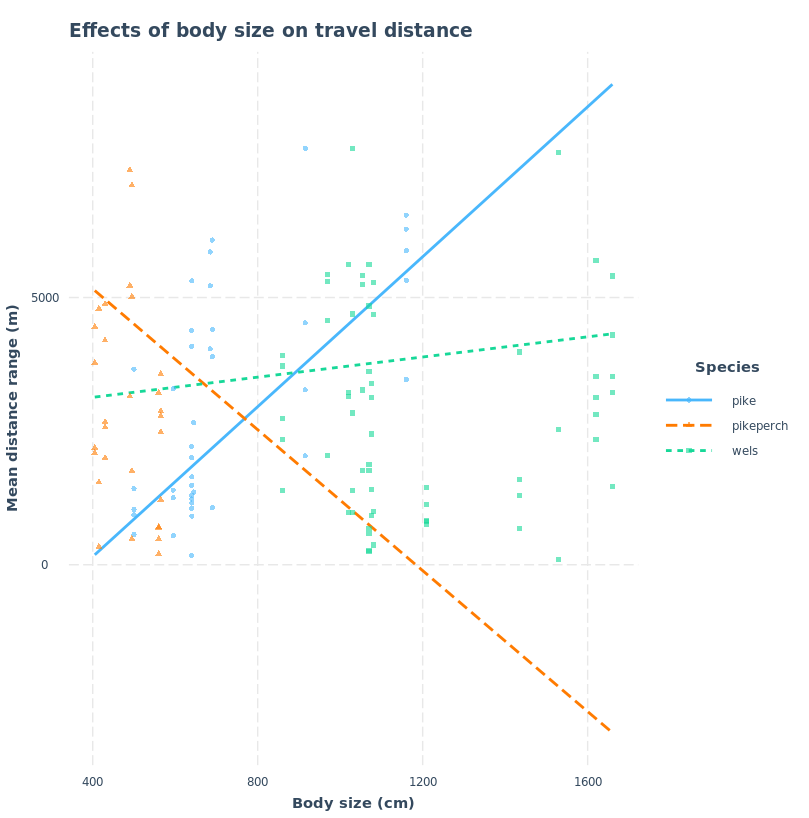 Effects of body size on travel distance
Mean distance range (m)
5000
0
400
800
1200
1600
Body size (cm)
Species
pike
pikeperch
wels